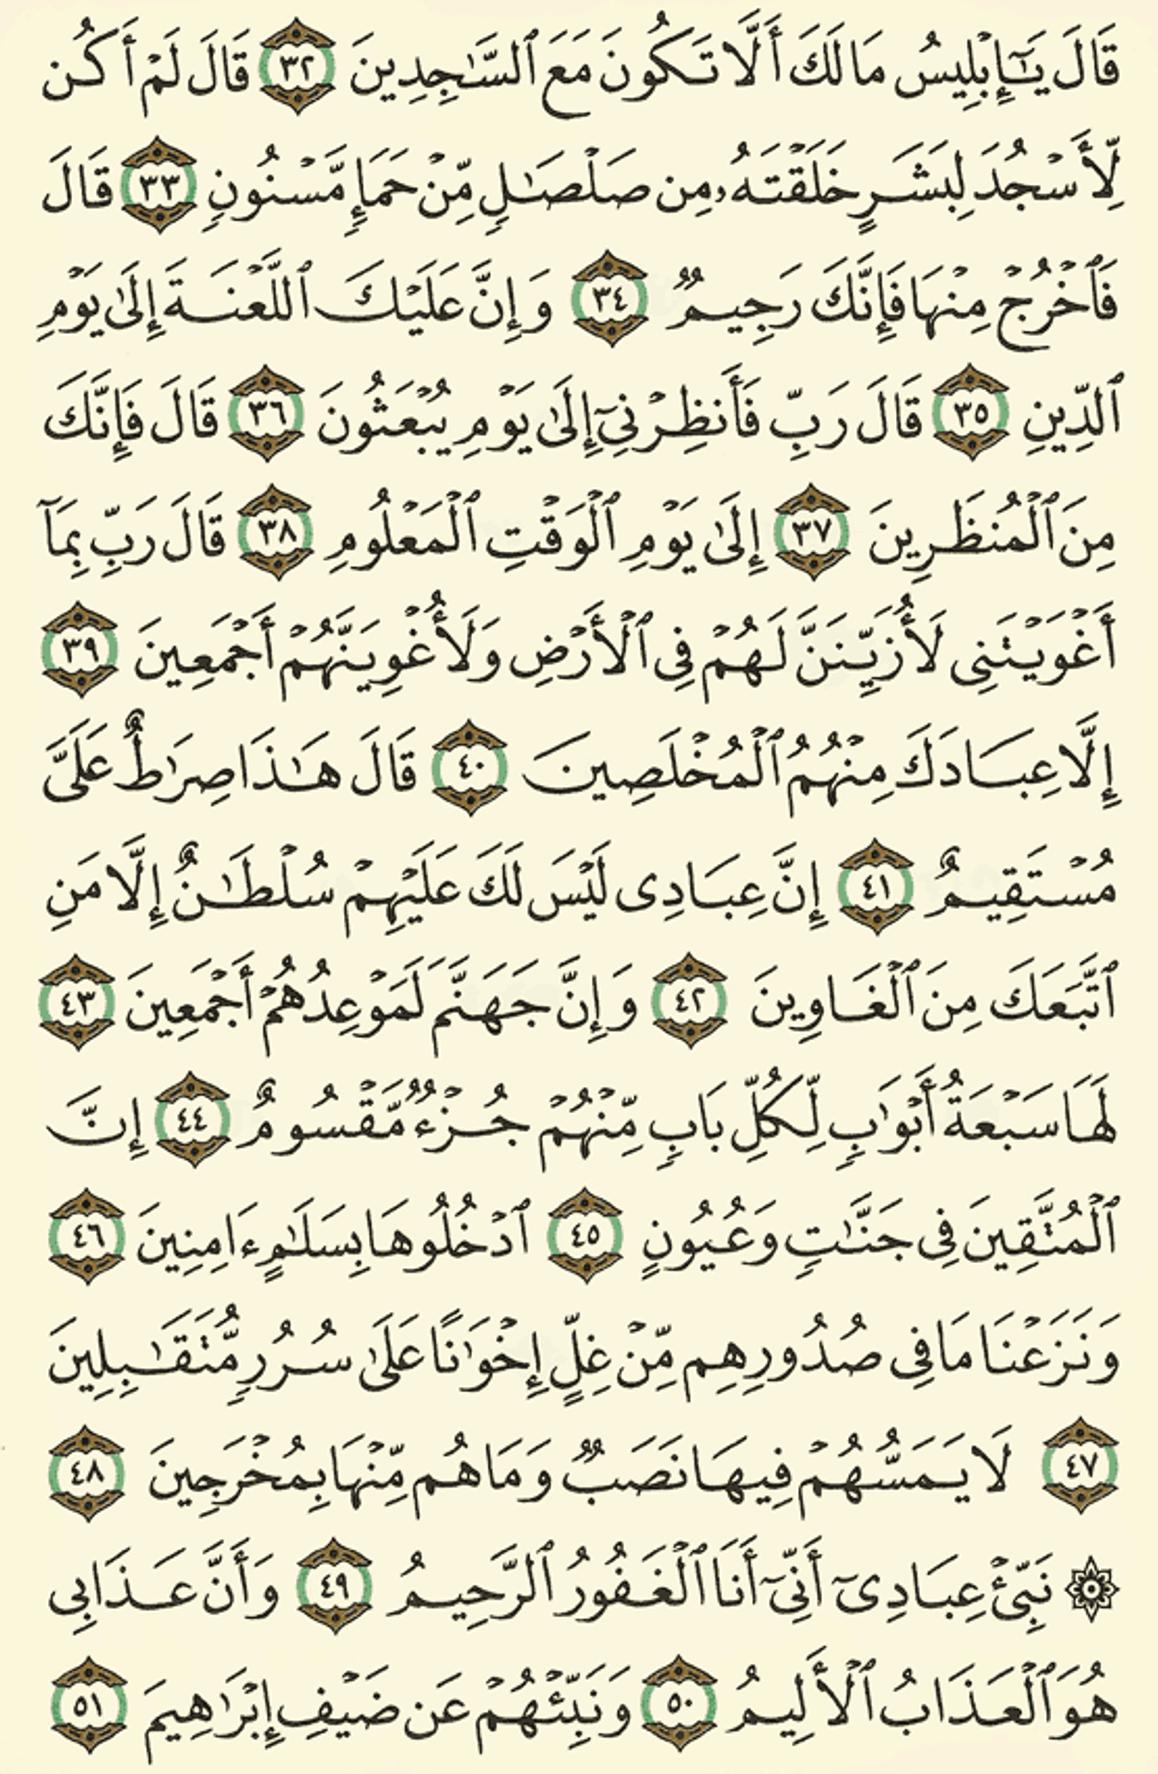 قَالَ يَـٰٓإِبْلِيسُ مَا لَكَ أَلَّا تَكُونَ مَعَ ٱلسَّـٰجِدِينَ ٣٢ قَالَ لَمْ أَكُن
لِّأَسْجُدَ لِبَشَرٍ خَلَقْتَهُۥ مِن صَلْصَـٰلٍ مِّنْ حَمَإٍ مَّسْنُونٍ ٣٣ قَالَ
فَٱخْرُجْ مِنْهَا فَإِنَّكَ رَجِيمٌ ٣٤ وَإِنَّ عَلَيْكَ ٱللَّعْنَةَ إِلَىٰ يَوْمِ
ٱلدِّينِ ٣٥ قَالَ رَبِّ فَأَنظِرْنِىٓ إِلَىٰ يَوْمِ يُبْعَثُونَ ٣٦ قَالَ فَإِنَّكَ
مِنَ ٱلْمُنظَرِينَ ٣٧ إِلَىٰ يَوْمِ ٱلْوَقْتِ ٱلْمَعْلُومِ ٣٨ قَالَ رَبِّ بِمَآ
أَغْوَيْتَنِى لَأُزَيِّنَنَّ لَهُمْ فِى ٱلْأَرْضِ وَلَأُغْوِيَنَّهُمْ أَجْمَعِينَ ٣٩
إِلَّا عِبَادَكَ مِنْهُمُ ٱلْمُخْلَصِينَ ٤٠ قَالَ هَـٰذَا صِرَٰطٌ عَلَىَّ
مُسْتَقِيمٌ ٤١ إِنَّ عِبَادِى لَيْسَ لَكَ عَلَيْهِمْ سُلْطَـٰنٌ إِلَّا مَنِ
ٱتَّبَعَكَ مِنَ ٱلْغَاوِينَ ٤٢ وَإِنَّ جَهَنَّمَ لَمَوْعِدُهُمْ أَجْمَعِينَ ٤٣
لَهَا سَبْعَةُ أَبْوَٰبٍ لِّكُلِّ بَابٍ مِّنْهُمْ جُزْءٌ مَّقْسُومٌ ٤٤ إِنَّ
ٱلْمُتَّقِينَ فِى جَنَّـٰتٍ وَعُيُونٍ ٤٥ ٱدْخُلُوهَا بِسَلَـٰمٍ ءَامِنِينَ ٤٦
وَنَزَعْنَا مَا فِى صُدُورِهِم مِّنْ غِلٍّ إِخْوَٰنًا عَلَىٰ سُرُرٍ مُّتَقَـٰبِلِينَ
٤٧ لَا يَمَسُّهُمْ فِيهَا نَصَبٌ وَمَا هُم مِّنْهَا بِمُخْرَجِينَ ٤٨
۞ نَبِّئْ عِبَادِىٓ أَنِّىٓ أَنَا ٱلْغَفُورُ ٱلرَّحِيمُ ٤٩ وَأَنَّ عَذَابِى
هُوَ ٱلْعَذَابُ ٱلْأَلِيمُ ٥٠ وَنَبِّئْهُمْ عَن ضَيْفِ إِبْرَٰهِيمَ ٥١